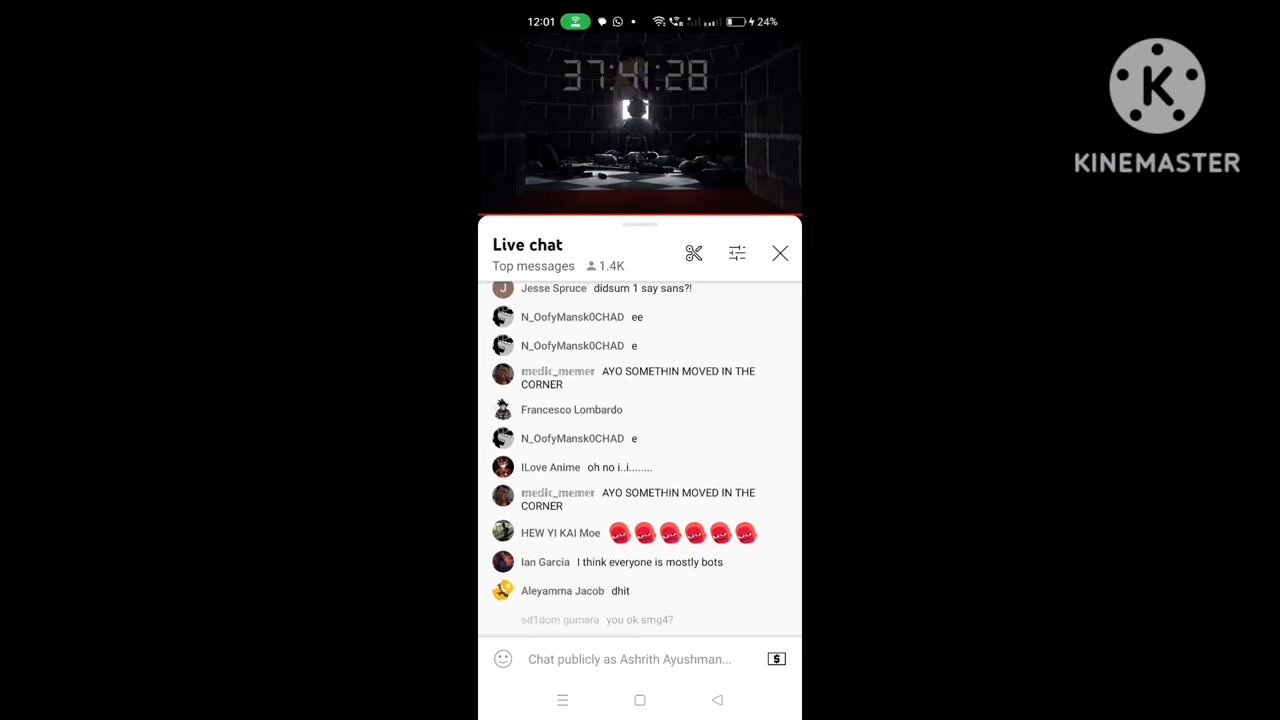 12:01
24%
37:41:28
KINEMASTER
Live chat
Top messages 1.4K
Jesse Spruce didsum 1 say sans?!
N_OofyMansk0CHAD ee
N_OofyMansk0CHAD e
medic_memer AYO SOMETHIN MOVED IN THE
CORNER
Francesco Lombardo
N_OofyMansk0CHAD e
ILove Anime oh no i..i........
medic_memer AYO SOMETHIN MOVED IN THE
CORNER
HEW YI KAI Moe
Ian Garcia I think everyone is mostly bots
Aleyamma Jacob dhit
sd1dom gumara you ok smg4?
Chat publicly as Ashrith Ayushman...